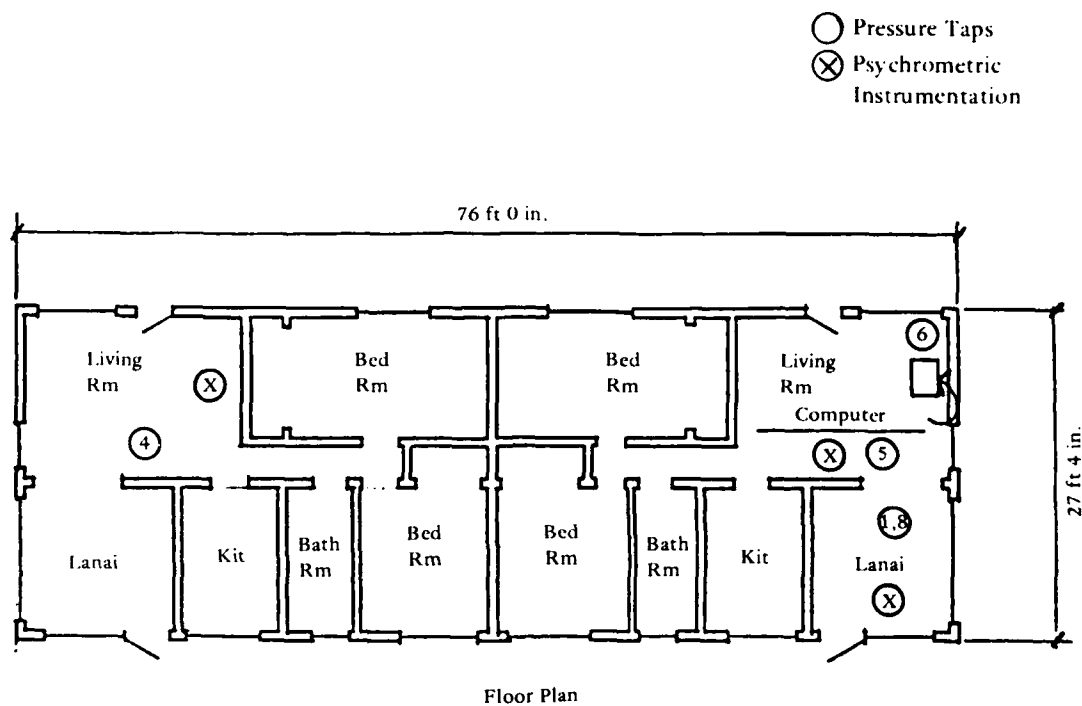 Pressure Taps
X Psychrometric
Instrumentation
76 ft 0 in.
27 ft 4 in.
6
Living
Rm
Bed
Rm
Bed
Rm
Living
Rm
X
Computer
4
X
5
1,8
Lanai
Kit
Bath
Rm
Bed
Rm
Bed
Rm
Bath
Rm
Kit
Lanai
X
Floor Plan